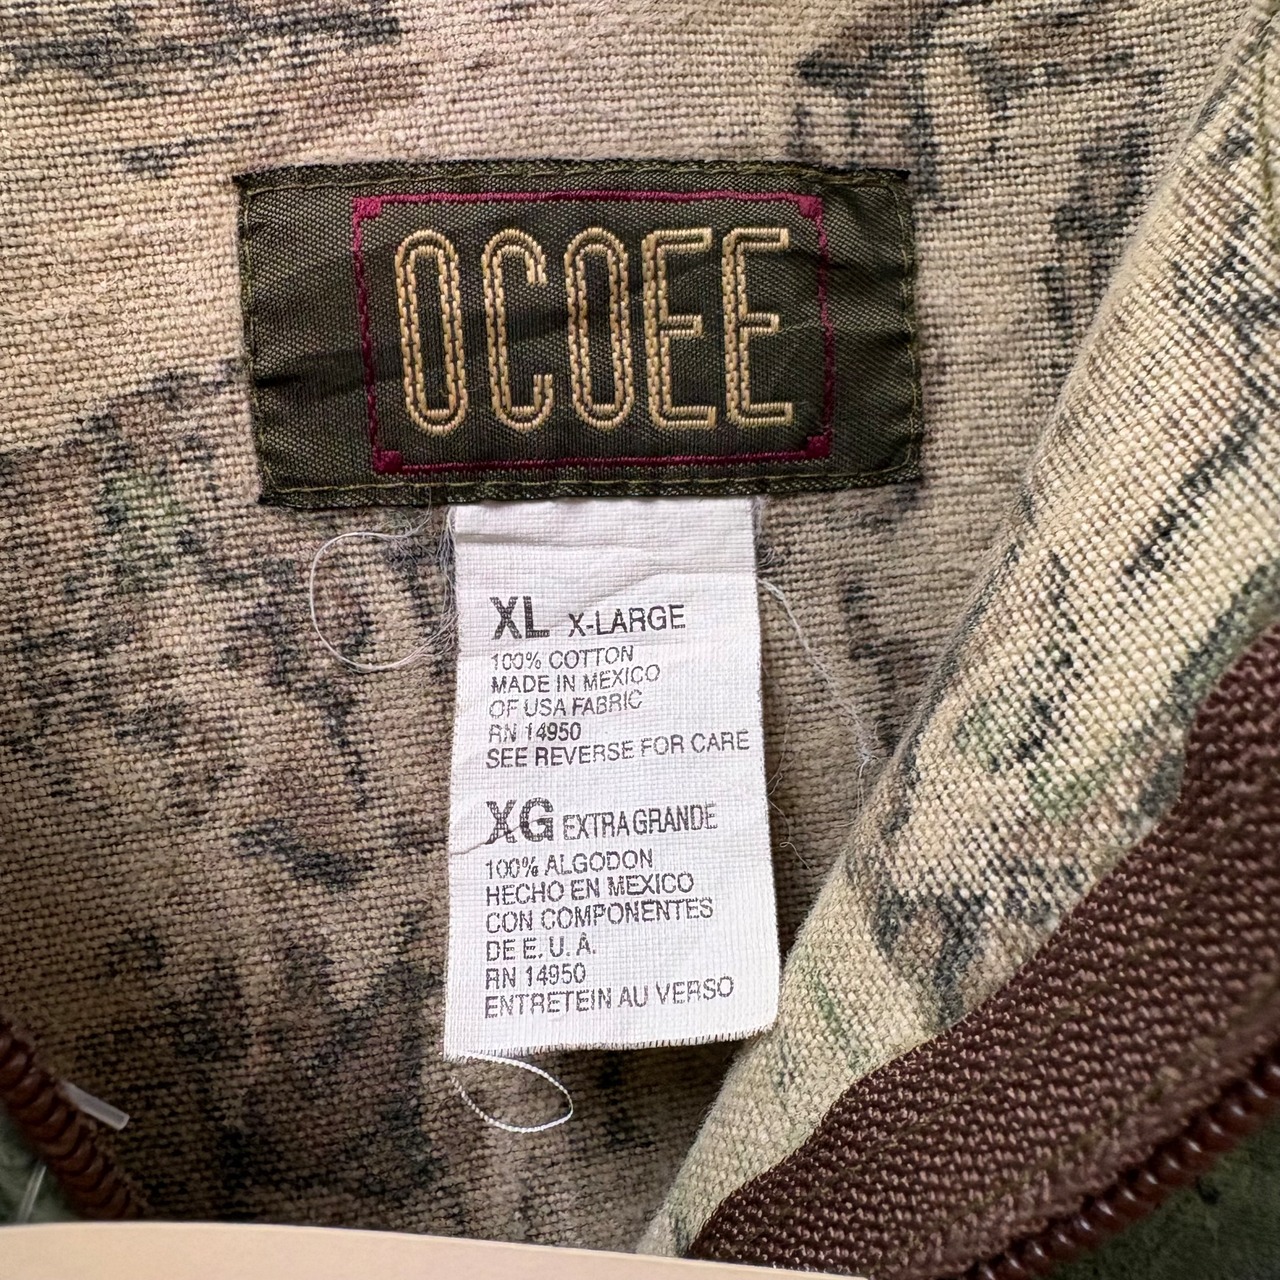 OCOEE
XL X-LARGE
100% COTTON
MADE IN MEXICO
OF USA FABRIC
RN 14950
SEE REVERSE FOR CARE
XG EXTRA GRANDE
100% ALGODON
HECHO EN MEXICO
CON COMPONENTES
DE E. U. A.
RN 14950
ENTRETEIN AU VERSO